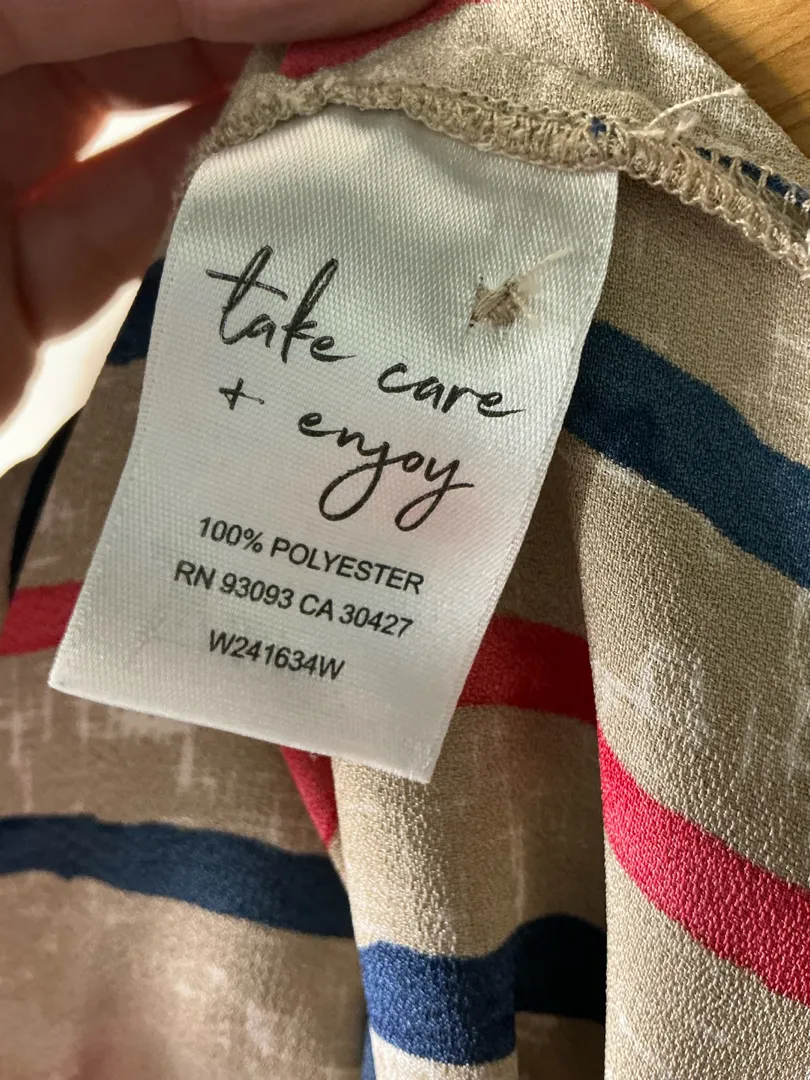 take care
+ enjoy
100% POLYESTER
RN 93093 CA 30427
W241634W